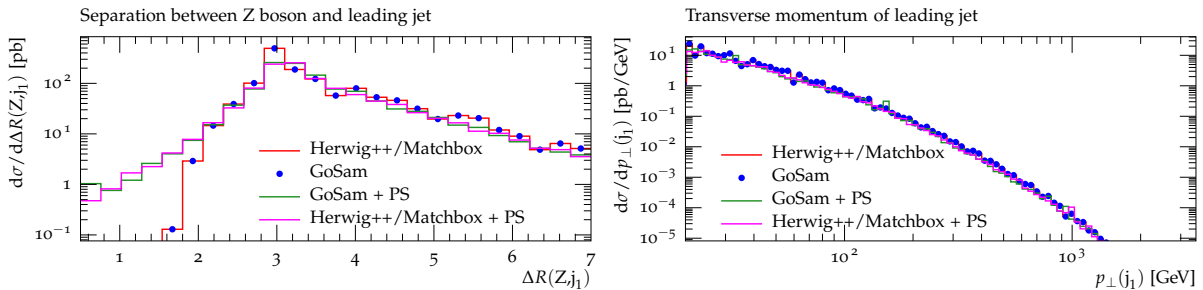 Separation between Z boson and leading jet
dσ/dΔR(Z,j₁) [pb]
10²
10¹
1
10⁻¹
Herwig++/Matchbox
GoSam
GoSam + PS
Herwig++/Matchbox + PS
1 2 3 4 5 6 7
ΔR(Z,j₁)
Transverse momentum of leading jet
dσ/dp⊥(j₁) [pb/GeV]
10¹
1
10⁻¹
10⁻²
10⁻³
10⁻⁴
10⁻⁵
Herwig++/Matchbox
GoSam
GoSam + PS
Herwig++/Matchbox + PS
10² 10³
p⊥(j₁) [GeV]